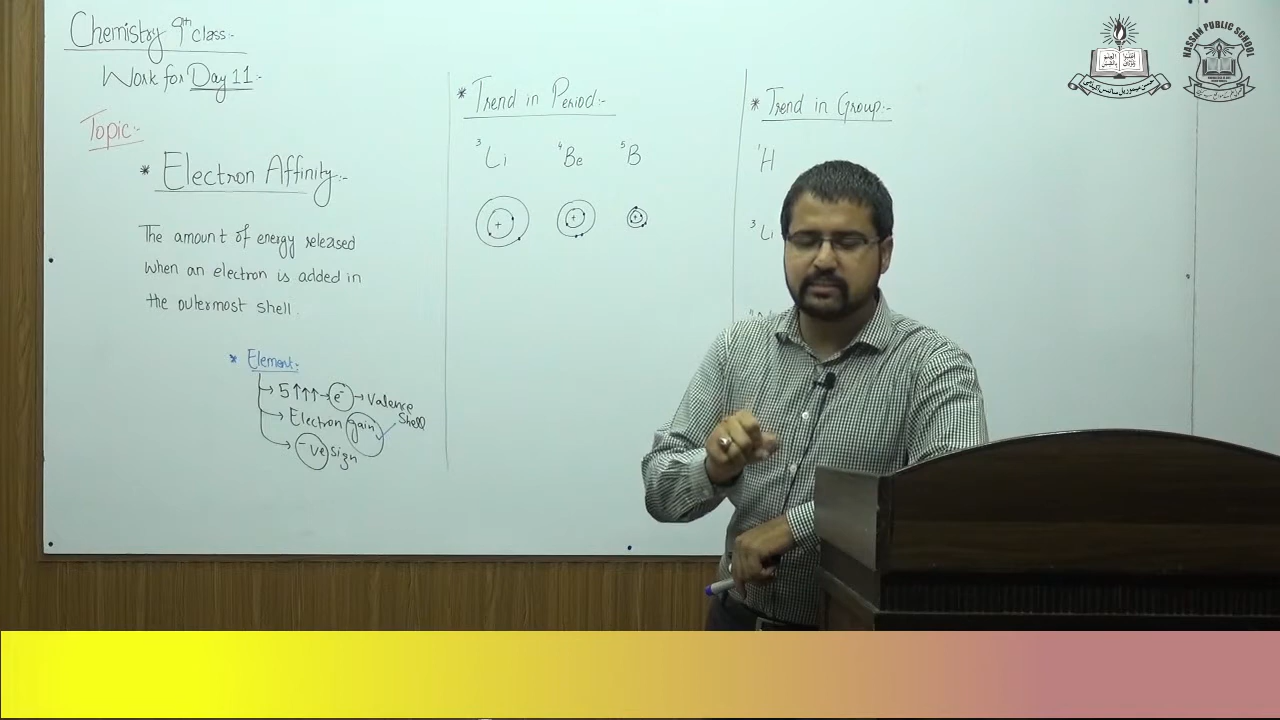 Chemistry 9th class:-
Work for Day 11:-
Topic:-
* Electron Affinity:-
The amount of energy released
when an electron is added in
the outermost shell.
* Element:-
→ 5 ↑↑↑ → e⁻ → Valence
Shell
→ Electron gain
→ -ve sign
* Trend in Period:-
³Li ⁴Be ⁵B
+ + +
* Trend in Group:-
¹H
³Li
HASSAN PUBLIC SCHOOL